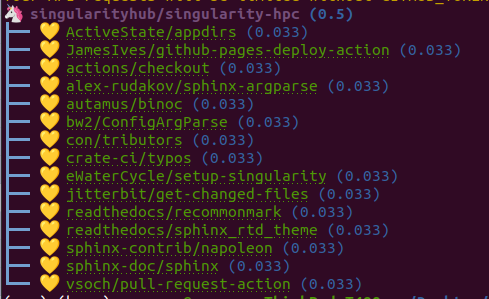 singularityhub/singularity-hpc (0.5)
ActiveState/appdirs (0.033)
JamesIves/github-pages-deploy-action (0.033)
actions/checkout (0.033)
alex-rudakov/sphinx-argparse (0.033)
autamus/binoc (0.033)
bw2/ConfigArgParse (0.033)
con/tributors (0.033)
crate-ci/typos (0.033)
eWaterCycle/setup-singularity (0.033)
jitterbit/get-changed-files (0.033)
readthedocs/recommonmark (0.033)
readthedocs/sphinx_rtd_theme (0.033)
sphinx-contrib/napoleon (0.033)
sphinx-doc/sphinx (0.033)
vsoch/pull-request-action (0.033)